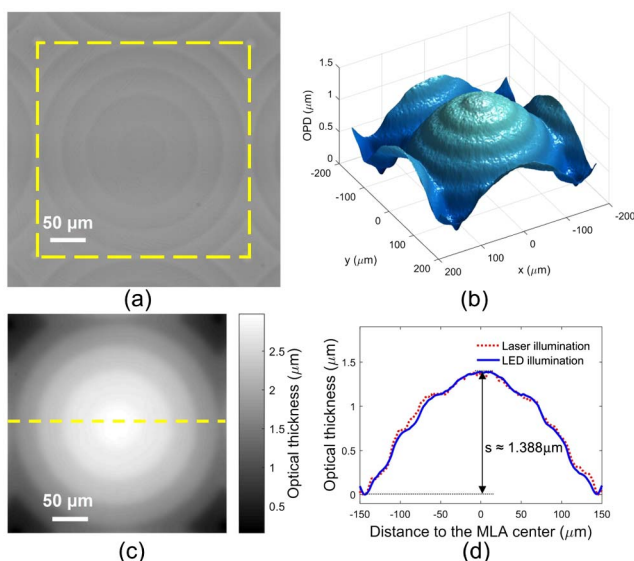 50 µm
(a)
1.5
1
0.5
0
OPD (µm)
-200
-100
0
100
200
y (µm)
200
100
0
-100
-200
x (µm)
(b)
50 µm
2.5
2
1.5
1
0.5
Optical thickness (µm)
(c)
Laser illumination
LED illumination
1.5
1.0
0.5
0
Optical thickness (µm)
s ≈ 1.388µm
-150 -100 -50 0 50 100 150
Distance to the MLA center (µm)
(d)